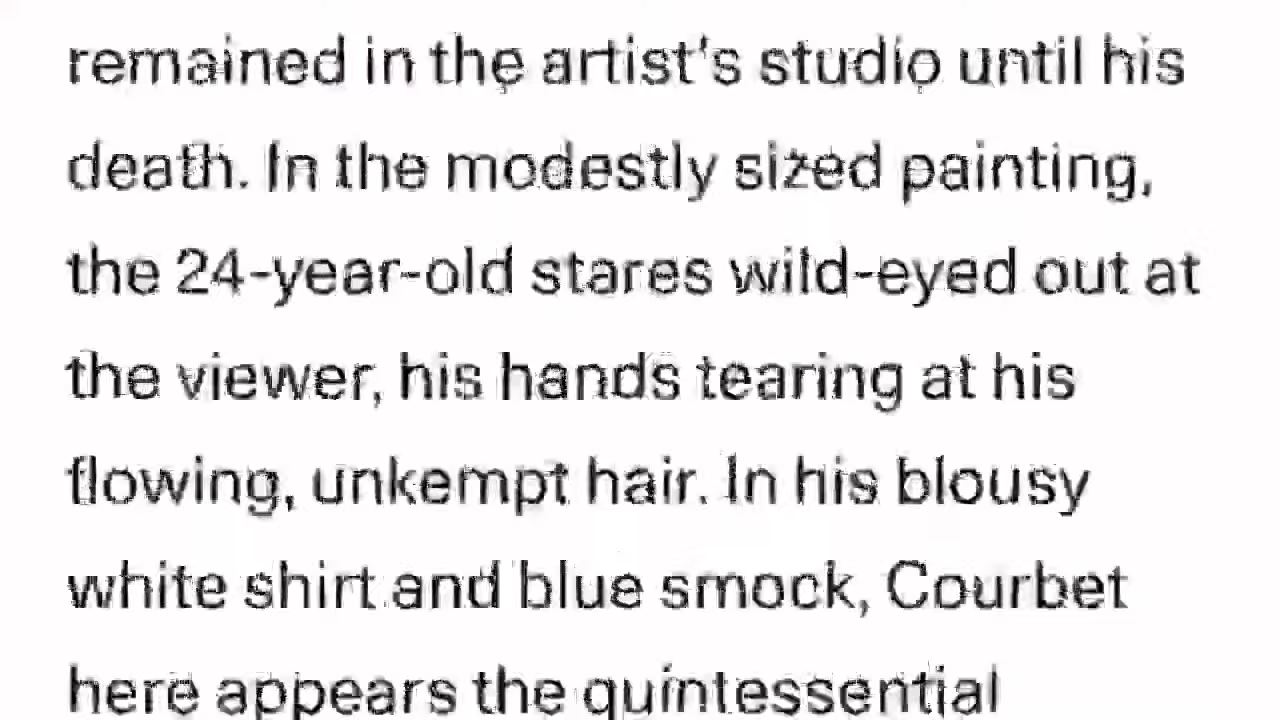 remained in the artist's studio until his
death. In the modestly sized painting,
the 24-year-old stares wild-eyed out at
the viewer, his hands tearing at his
flowing, unkempt hair. In his blousy
white shirt and blue smock, Courbet
here appears the quintessential